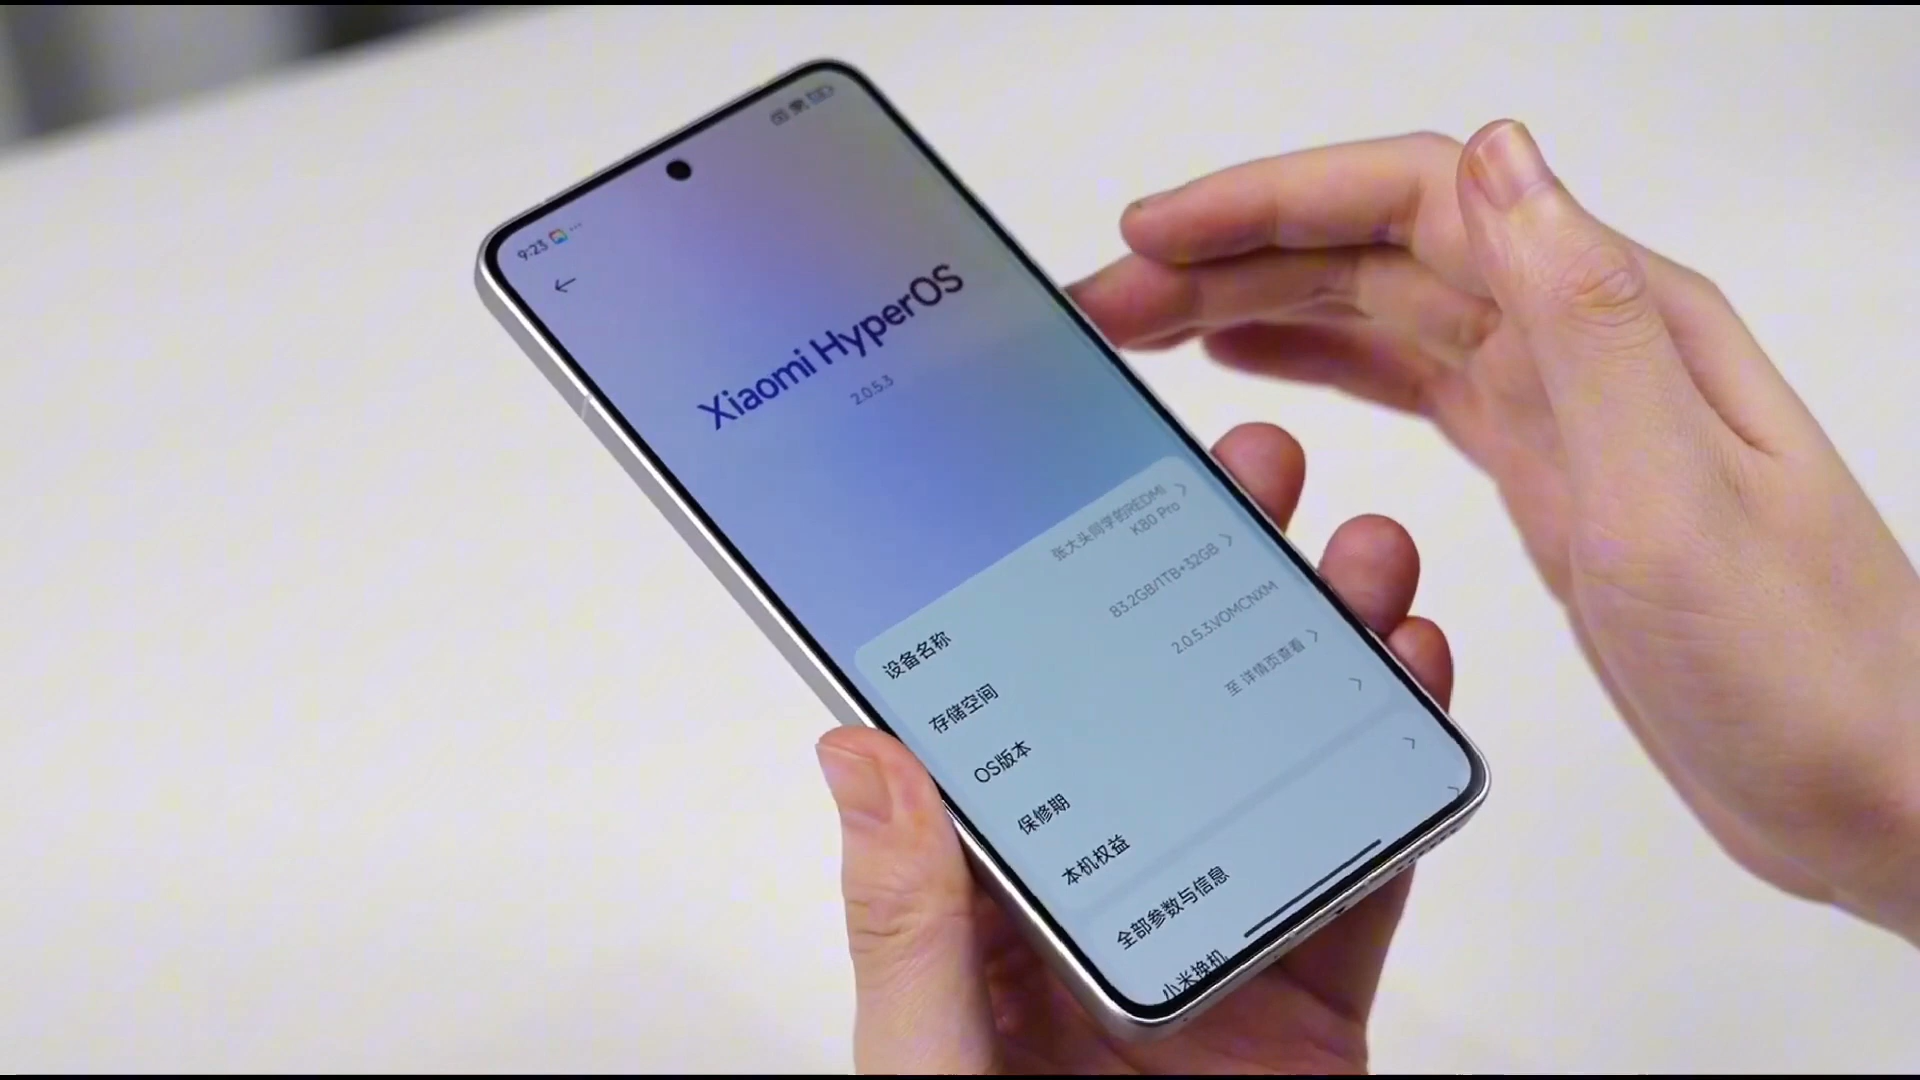 9:23 ...
Xiaomi HyperOS
2.0.5.3
设备名称
张大头同学的REDMI
K80 Pro
存储空间
83.2GB/1TB+32GB
OS版本
2.0.5.3.VOMCNXM
保修期
至 详情页查看
本机权益
全部参数与信息
小米换机